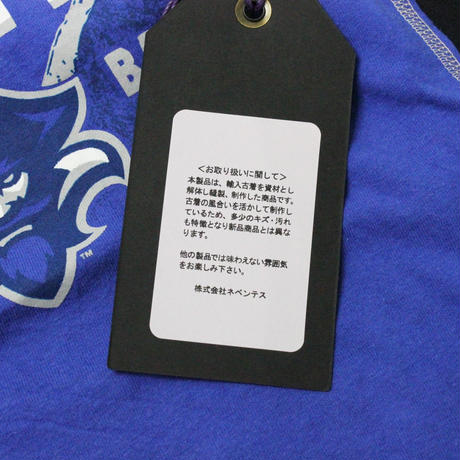 B
＜お取り扱いに関して＞
本製品は、輸入古着を資材とし
解体し縫製、制作した商品です。
古着の風合いを活かして制作し
ているため、多少のキズ・汚れ
も特徴となり新品商品とは異な
ります。
他の製品では味わえない雰囲気
をお楽しみ下さい。
株式会社ネペンテス
TM